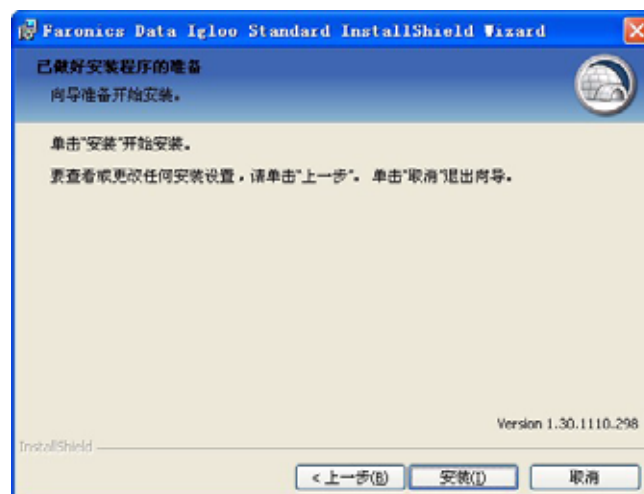 Faronics Data Igloo Standard InstallShield Wizard
已做好安装程序的准备
向导准备开始安装。
单击"安装"开始安装。
要查看或更改任何安装设置，请单击"上一步"。 单击"取消"退出向导。
Version 1.30.1110.298
InstallShield
< 上一步(B)
安装(I)
取消